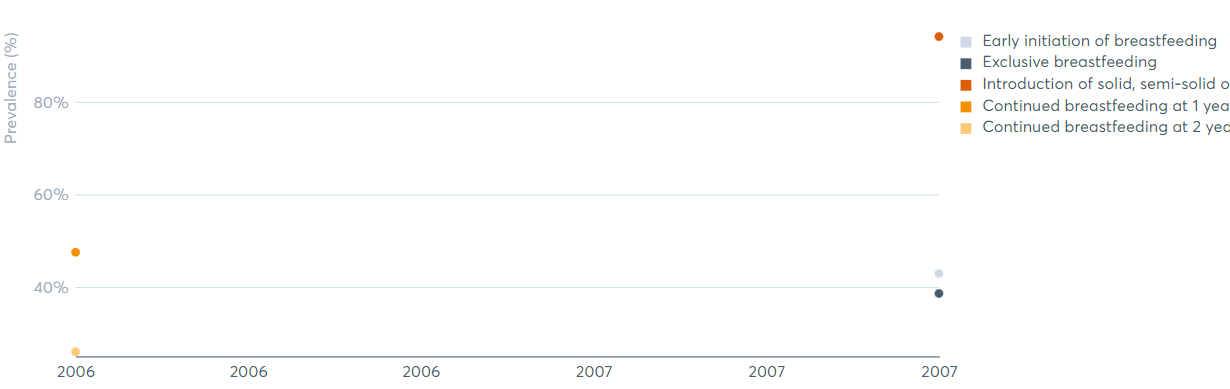 Prevalence (%)
80%
60%
40%
2006 2006 2006 2007 2007 2007
Early initiation of breastfeeding
Exclusive breastfeeding
Introduction of solid, semi-solid o
Continued breastfeeding at 1 yea
Continued breastfeeding at 2 yea